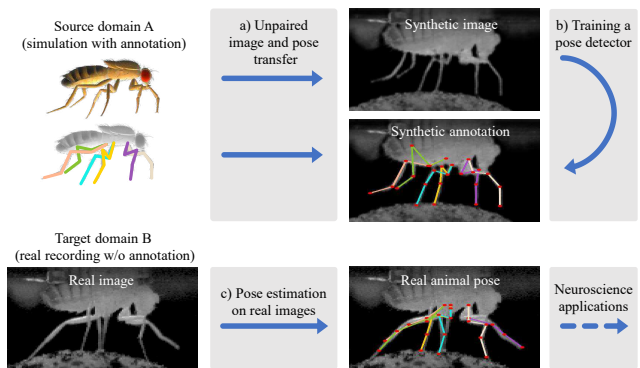 Source domain A
(simulation with annotation)
a) Unpaired
image and pose
transfer
Synthetic image
b) Training a
pose detector
Synthetic annotation
Target domain B
(real recording w/o annotation)
Real image
c) Pose estimation
on real images
Real animal pose
Neuroscience
applications